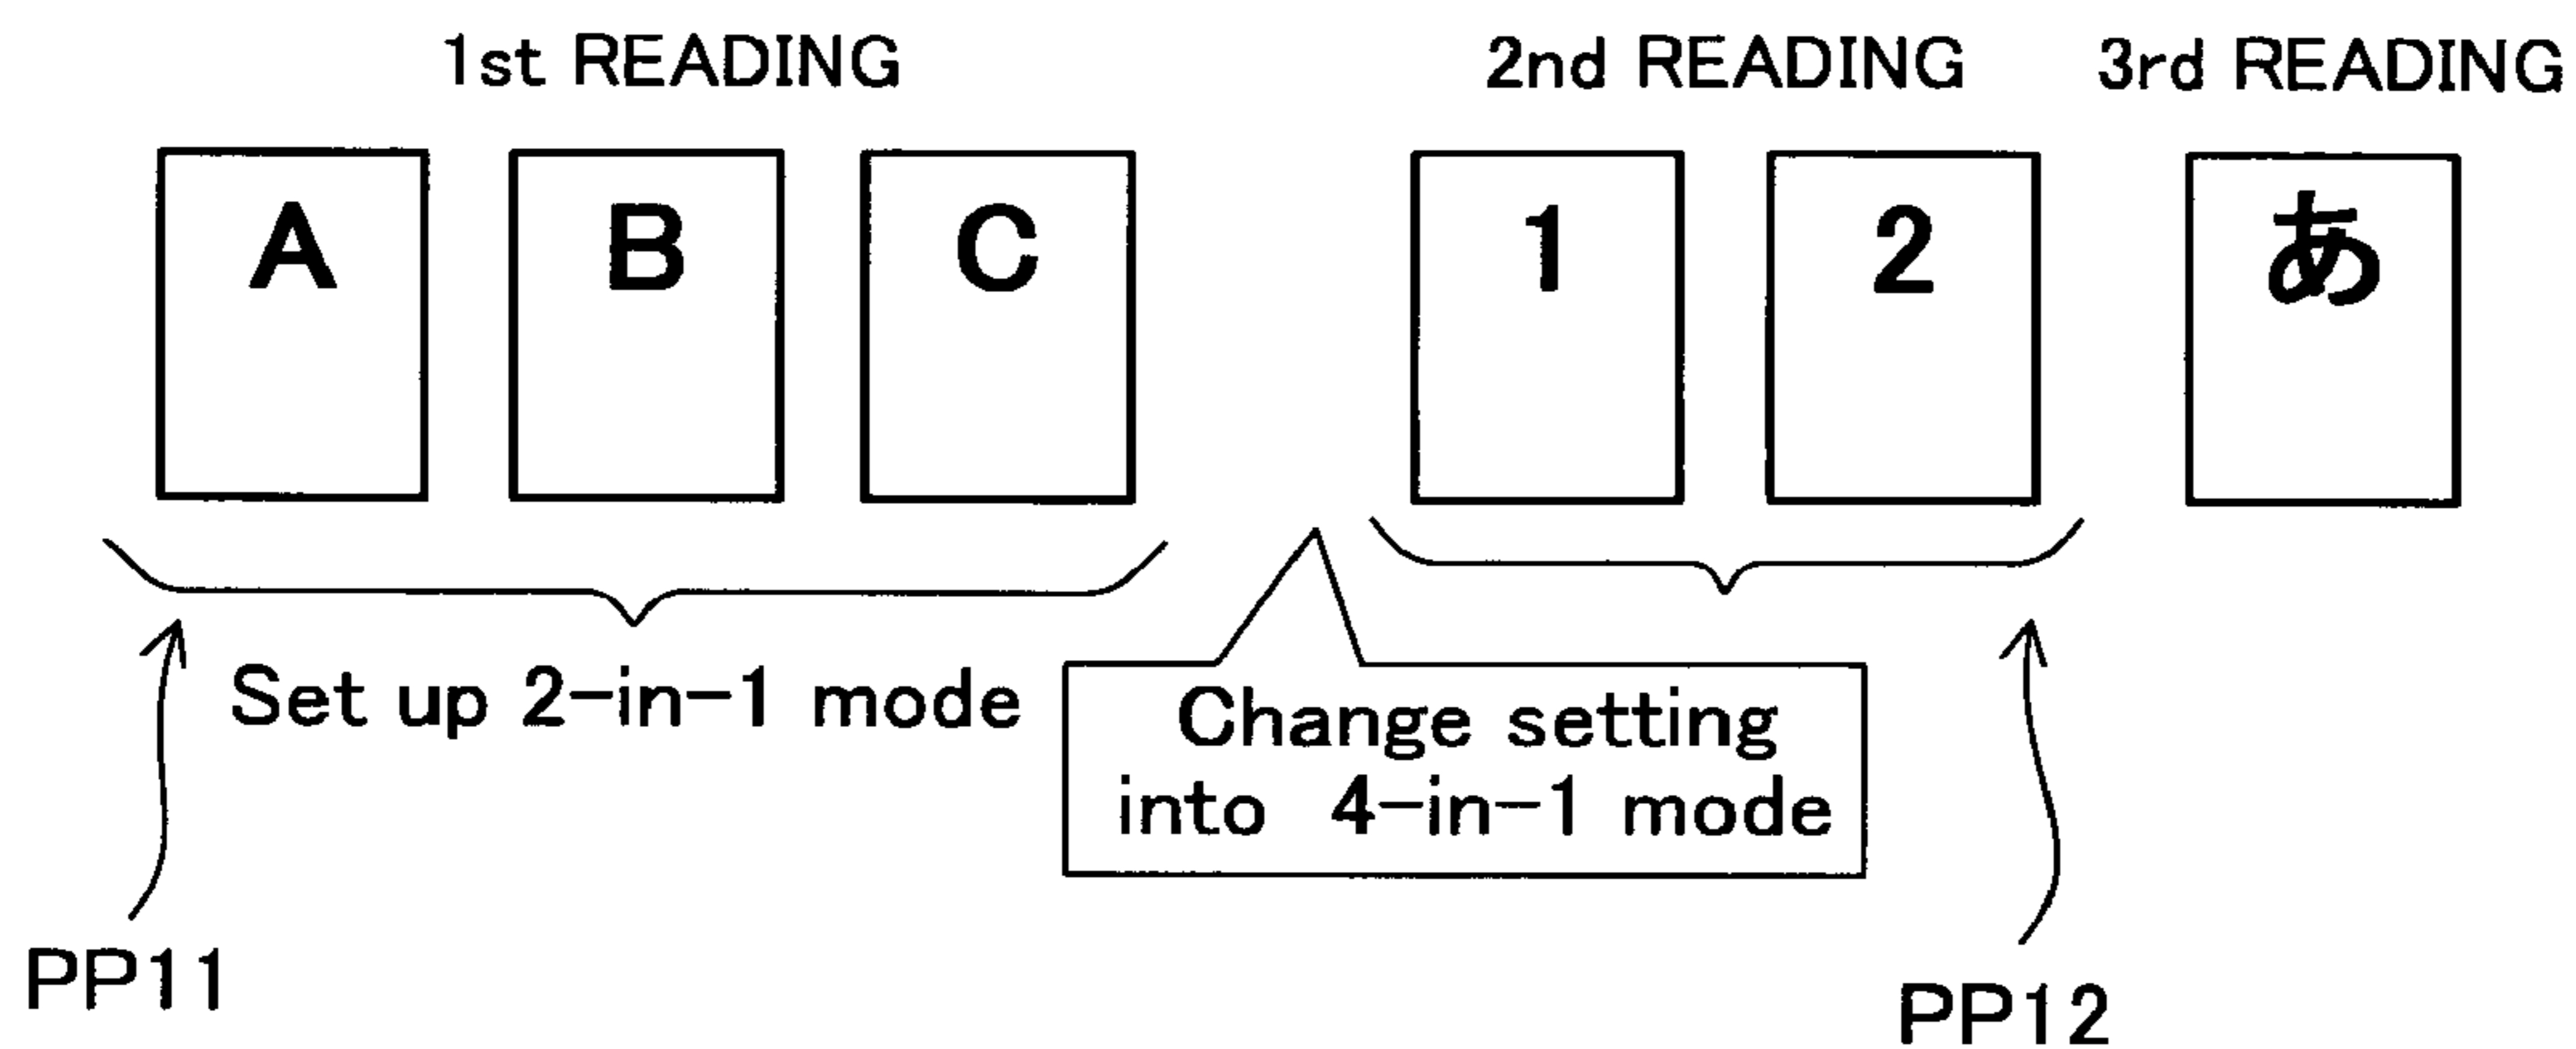 1st READING
2nd READING
3rd READING
A
B
C
1
2
あ
Set up 2-in-1 mode
Change setting
into 4-in-1 mode
PP11
PP12